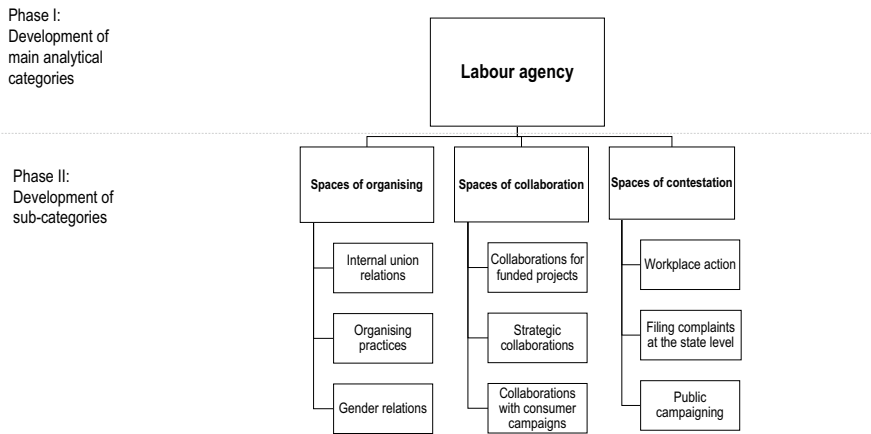 Phase I:
Development of
main analytical
categories
Labour agency
Phase II:
Development of
sub-categories
Spaces of organising
Spaces of collaboration
Spaces of contestation
Internal union
relations
Organising
practices
Gender relations
Collaborations for
funded projects
Strategic
collaborations
Collaborations
with consumer
campaigns
Workplace action
Filing complaints
at the state level
Public
campaigning